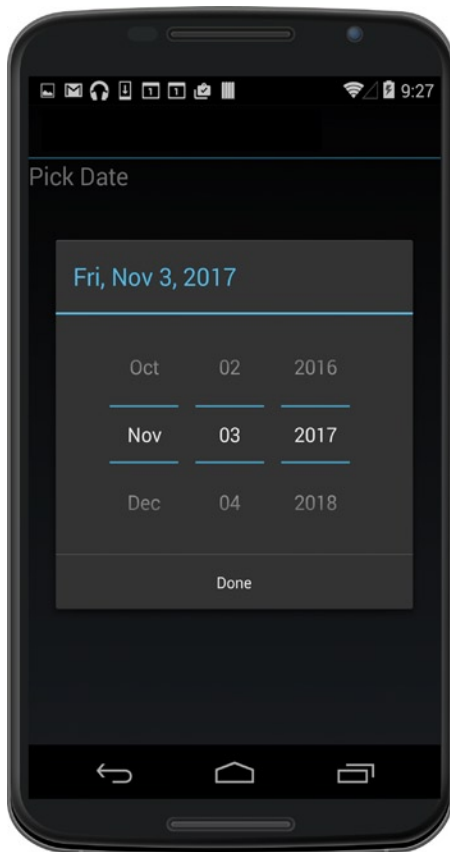 9:27
Pick Date
Fri, Nov 3, 2017
Oct 02 2016
Nov 03 2017
Dec 04 2018
Done